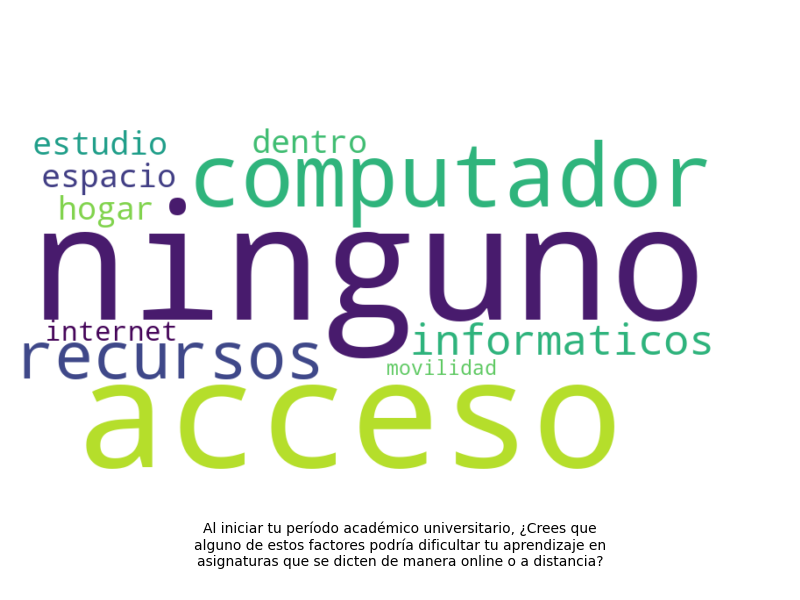 estudio
dentro
computador
espacio
hogar
ninguno
internet
recursos
informaticos
movilidad
acceso
Al iniciar tu período académico universitario, ¿Crees que
alguno de estos factores podría dificultar tu aprendizaje en
asignaturas que se dicten de manera online o a distancia?